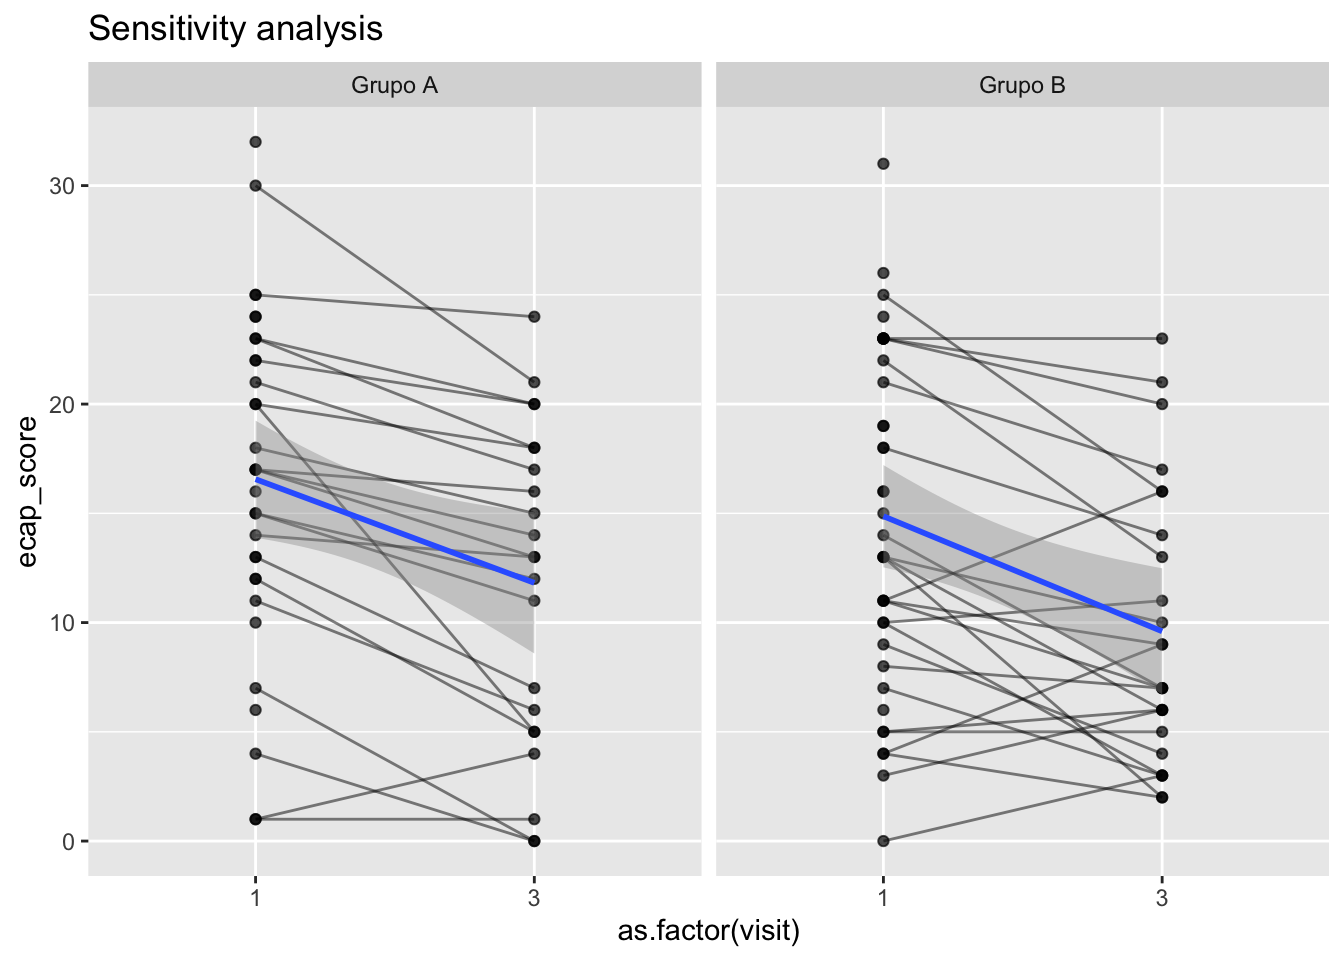 Sensitivity analysis
Grupo A
Grupo B
ecap_score
30
20
10
0
1
3
1
3
as.factor(visit)